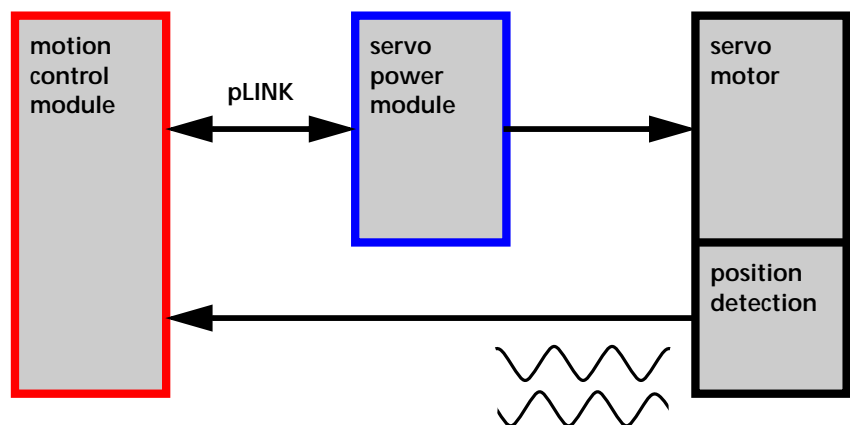 motion
control
module
pLINK
servo
power
module
servo
motor
position
detection